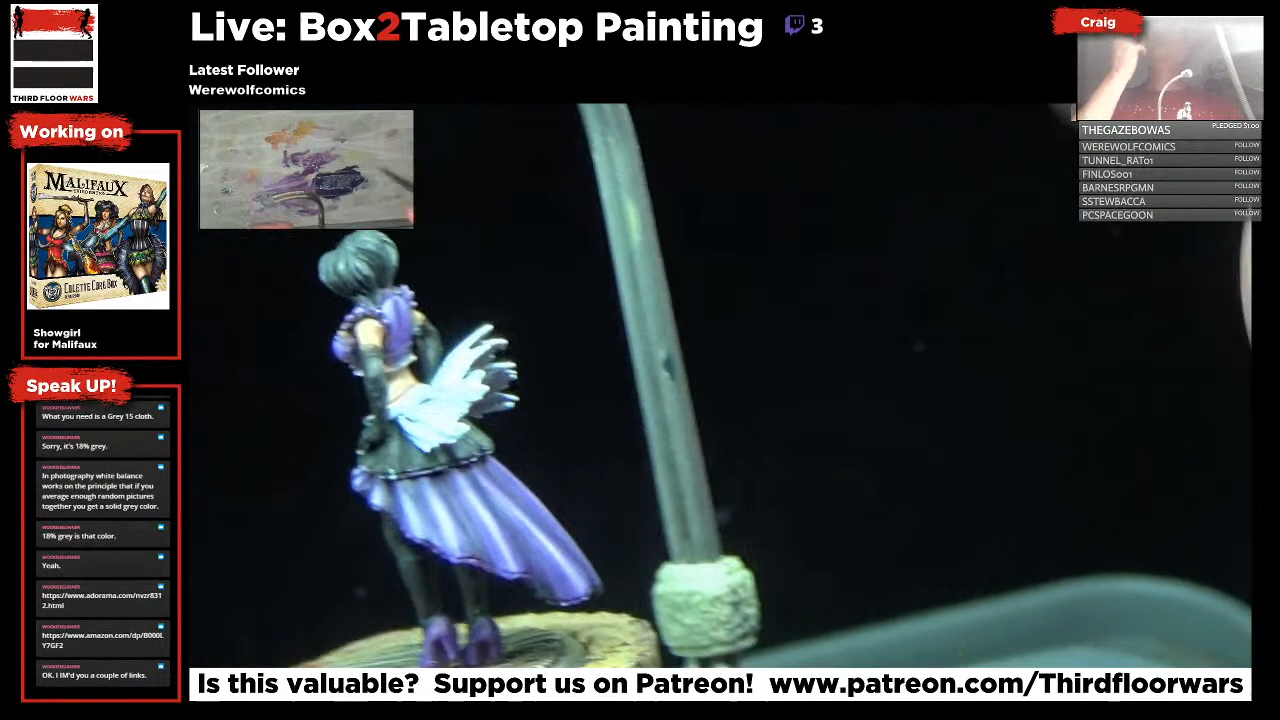 Live: Box2Tabletop Painting
3
Craig
Latest Follower
Werewolfcomics
THIRD FLOOR WARS
Working on
MALIFAUX
COLETTE CORE BOX
Showgirl
for Malifaux
THEGAZEBOWAS PLEDGED $1.00
WEREWOLFCOMICS FOLLOW
TUNNEL_RAT01 FOLLOW
FINLOS001 FOLLOW
BARNESRPGMN FOLLOW
SSTEWBACCA FOLLOW
PCSPACEGOON FOLLOW
Speak UP!
What you need is a Grey 15 cloth.
Sorry, it's 18% grey.
In photography white balance
works on the principle that if you
average enough random pictures
together you get a solid grey color.
18% grey is that color.
Yeah.
https://www.adorama.com/nvzr831
2.html
https://www.amazon.com/dp/B000L
Y7GF2
OK. I IM'd you a couple of links.
Is this valuable? Support us on Patreon! www.patreon.com/Thirdfloorwars